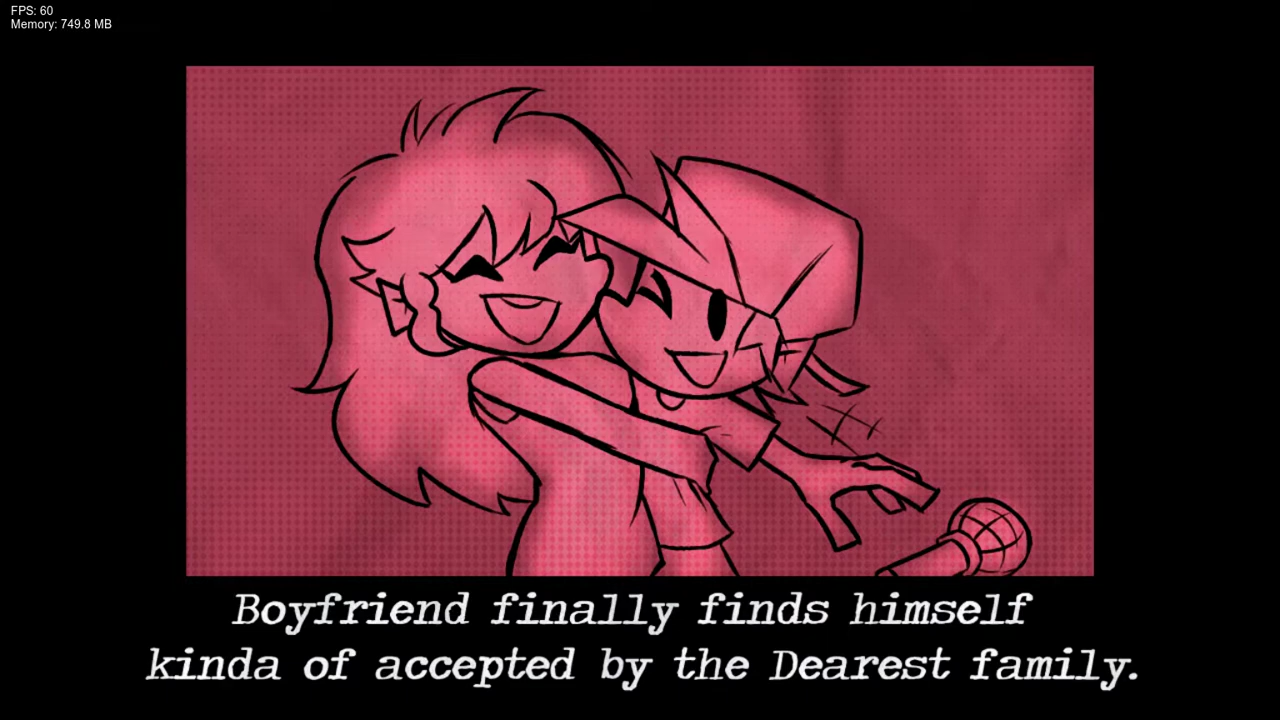 FPS: 60
Memory: 749.8 MB
Boyfriend finally finds himself
kinda of accepted by the Dearest family.